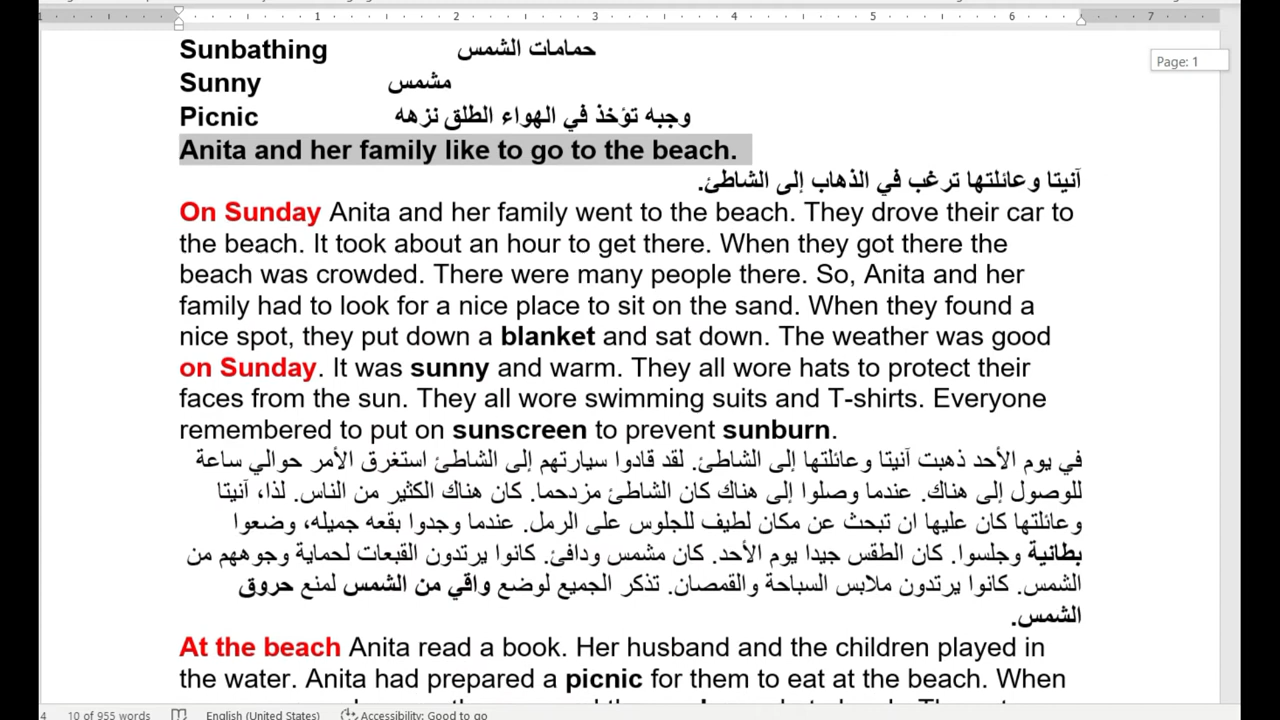 1 2 3 4 5 6 7
Page: 1
Sunbathing حمامات الشمس
Sunny مشمس
Picnic وجبه تؤخذ في الهواء الطلق نزهه
Anita and her family like to go to the beach.
آنيتا وعائلتها ترغب في الذهاب إلى الشاطئ.
On Sunday Anita and her family went to the beach. They drove their car to
the beach. It took about an hour to get there. When they got there the
beach was crowded. There were many people there. So, Anita and her
family had to look for a nice place to sit on the sand. When they found a
nice spot, they put down a blanket and sat down. The weather was good
on Sunday. It was sunny and warm. They all wore hats to protect their
faces from the sun. They all wore swimming suits and T-shirts. Everyone
remembered to put on sunscreen to prevent sunburn.
في يوم الأحد ذهبت آنيتا وعائلتها إلى الشاطئ. لقد قادوا سيارتهم إلى الشاطئ استغرق الأمر حوالي ساعة
للوصول إلى هناك. عندما وصلوا إلى هناك كان الشاطئ مزدحما. كان هناك الكثير من الناس. لذا، آنيتا
وعائلتها كان عليها ان تبحث عن مكان لطيف للجلوس على الرمل. عندما وجدوا بقعه جميله، وضعوا
بطانية وجلسوا. كان الطقس جيدا يوم الأحد. كان مشمس ودافئ. كانوا يرتدون القبعات لحماية وجوههم من
الشمس. كانوا يرتدون ملابس السباحة والقمصان. تذكر الجميع لوضع واقي من الشمس لمنع حروق
الشمس.
At the beach Anita read a book. Her husband and the children played in
the water. Anita had prepared a picnic for them to eat at the beach. When
4 10 of 955 words English (United States) Accessibility: Good to go